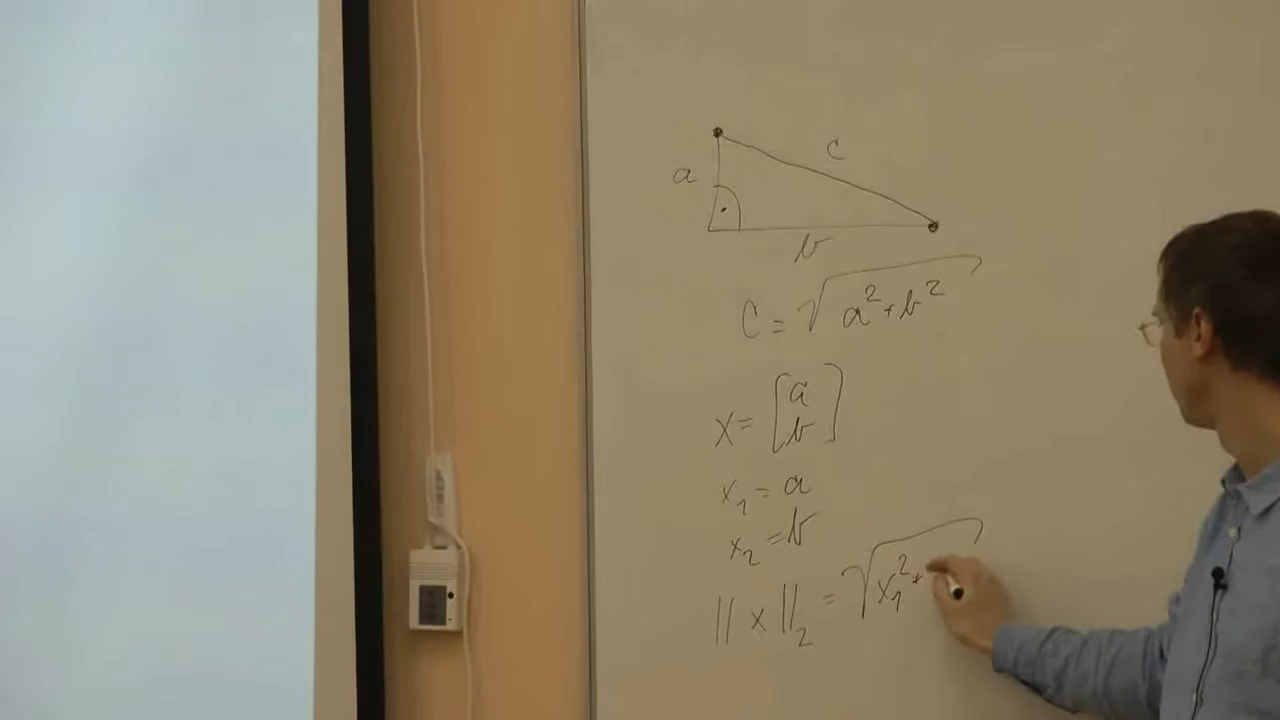 a
c
b
c = √(a² + b²)
x = [a b]
x₁ = a
x₂ = b
‖x‖₂ = √(x₁² +